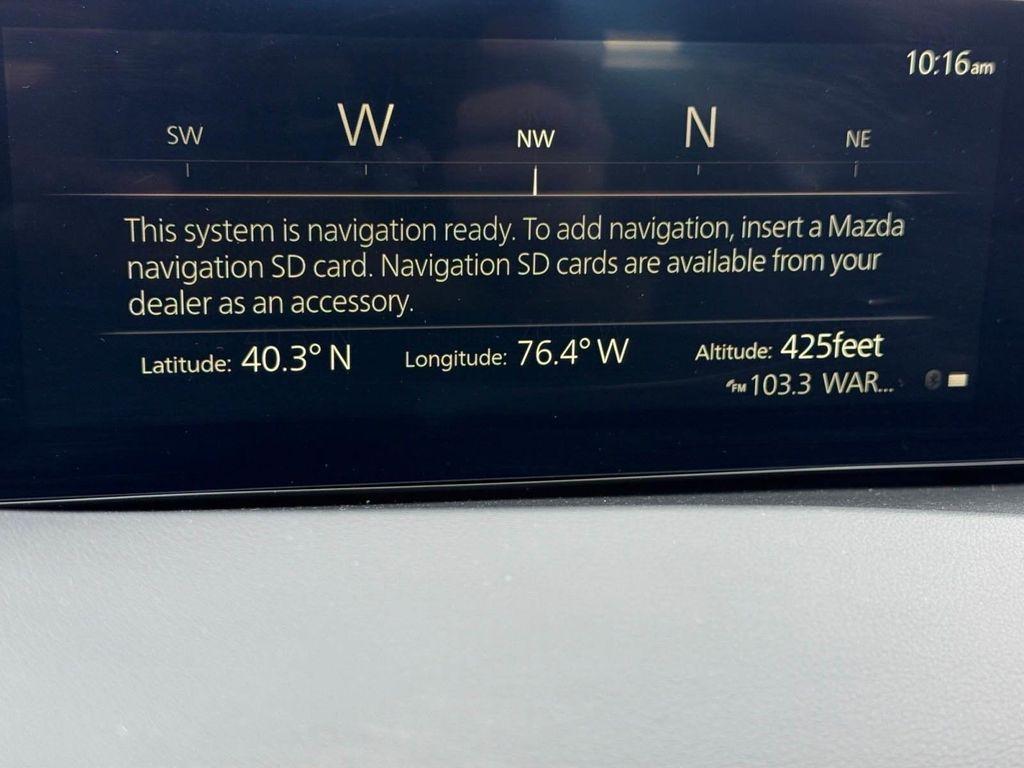 10:16am
SW W NW N NE
This system is navigation ready. To add navigation, insert a Mazda
navigation SD card. Navigation SD cards are available from your
dealer as an accessory.
Latitude: 40.3° N Longitude: 76.4° W Altitude: 425feet
FM 103.3 WAR...